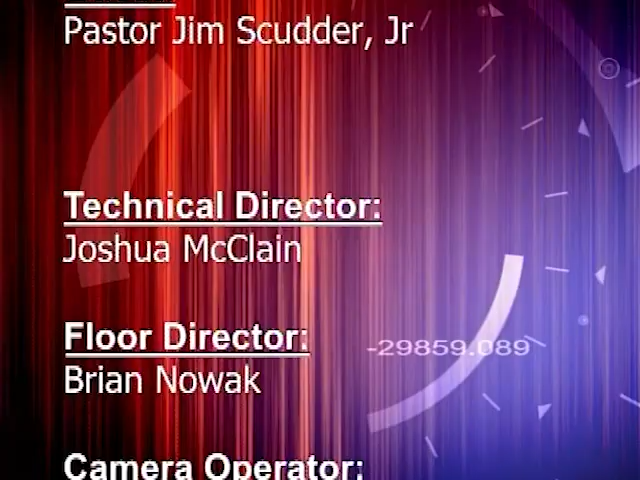 Pastor Jim Scudder, Jr
Technical Director:
Joshua McClain
Floor Director:
-29859.089
Brian Nowak
Camera Operator: